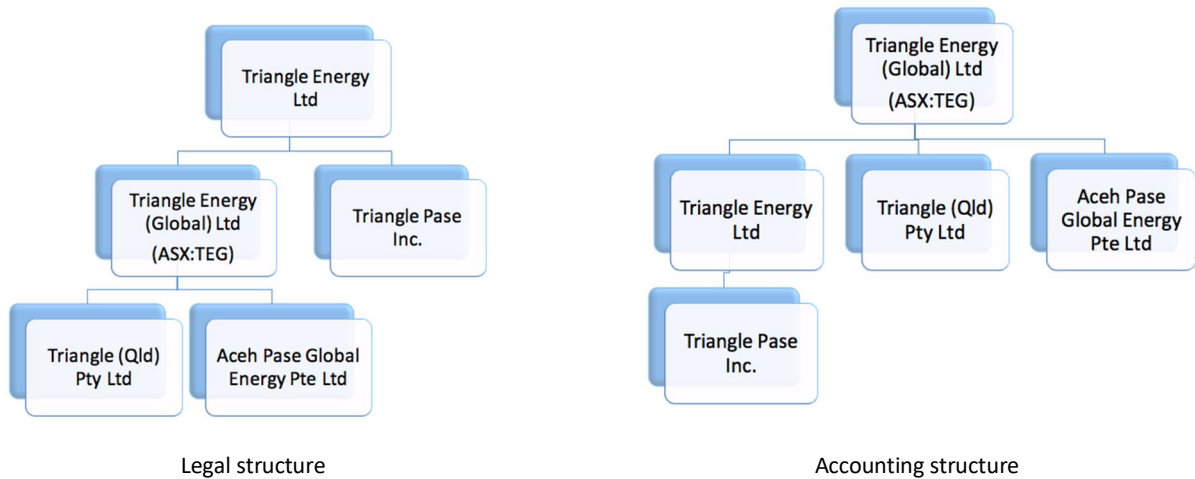 Triangle Energy
Ltd
Triangle Energy
(Global) Ltd
(ASX:TEG)
Triangle Pase
Inc.
Triangle (Qld)
Pty Ltd
Aceh Pase Global
Energy Pte Ltd
Legal structure
Triangle Energy
(Global) Ltd
(ASX:TEG)
Triangle Energy
Ltd
Triangle (Qld)
Pty Ltd
Aceh Pase
Global Energy
Pte Ltd
Triangle Pase
Inc.
Accounting structure